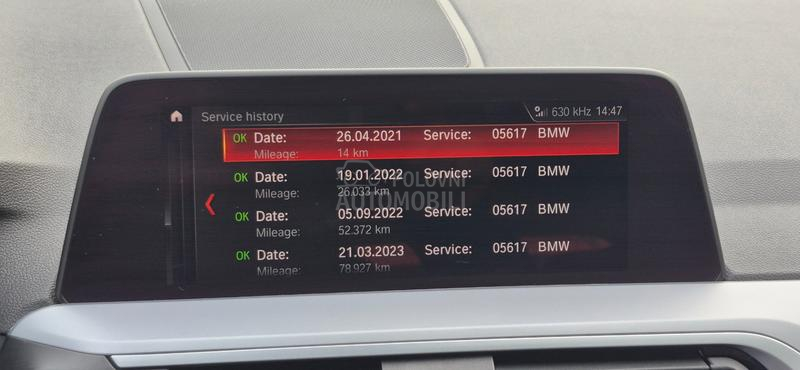 Service history 630 kHz 14:47
OK Date: 26.04.2021 Service: 05617 BMW
Mileage: 14 km
OK Date: 19.01.2022 Service: 05617 BMW
Mileage: 26.033 km
POLOVNI
AUTOMOBILI
OK Date: 05.09.2022 Service: 05617 BMW
Mileage: 52.372 km
OK Date: 21.03.2023 Service: 05617 BMW
Mileage: 78.927 km